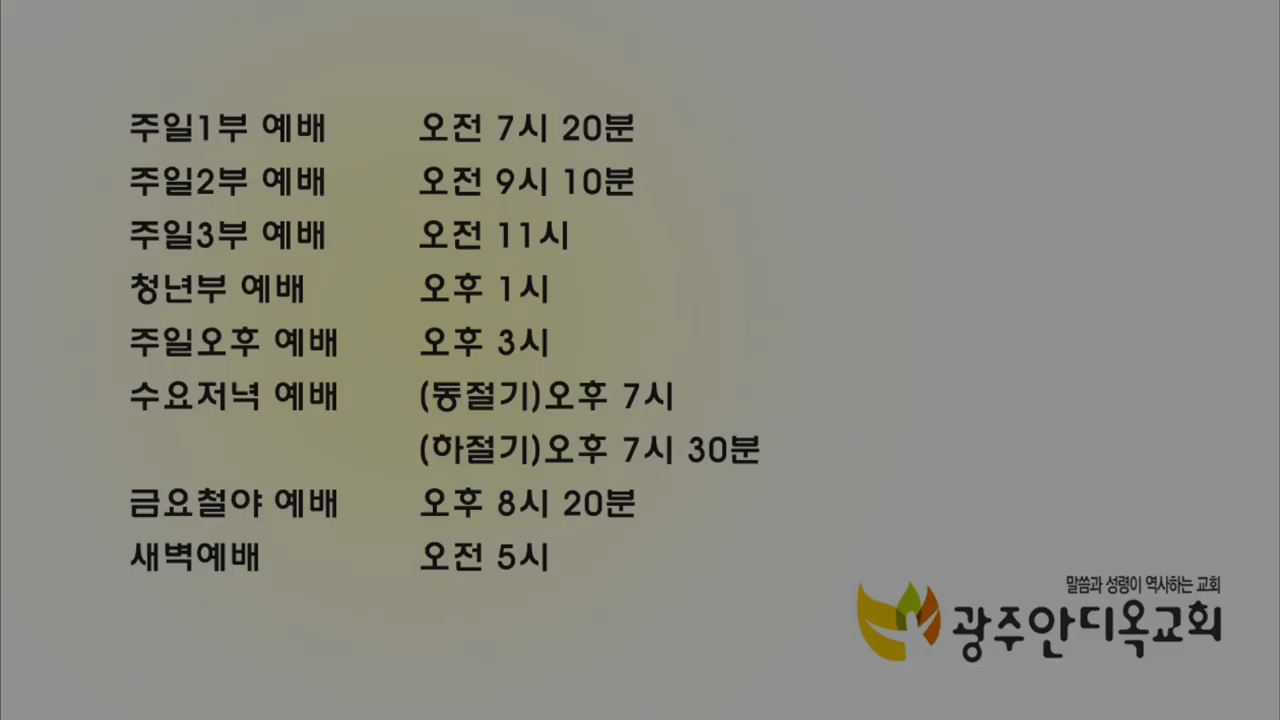 주일1부 예배 오전 7시 20분
주일2부 예배 오전 9시 10분
주일3부 예배 오전 11시
청년부 예배 오후 1시
주일오후 예배 오후 3시
수요저녁 예배 (동절기)오후 7시
(하절기)오후 7시 30분
금요철야 예배 오후 8시 20분
새벽예배 오전 5시
말씀과 성령이 역사하는 교회
광주안디옥교회